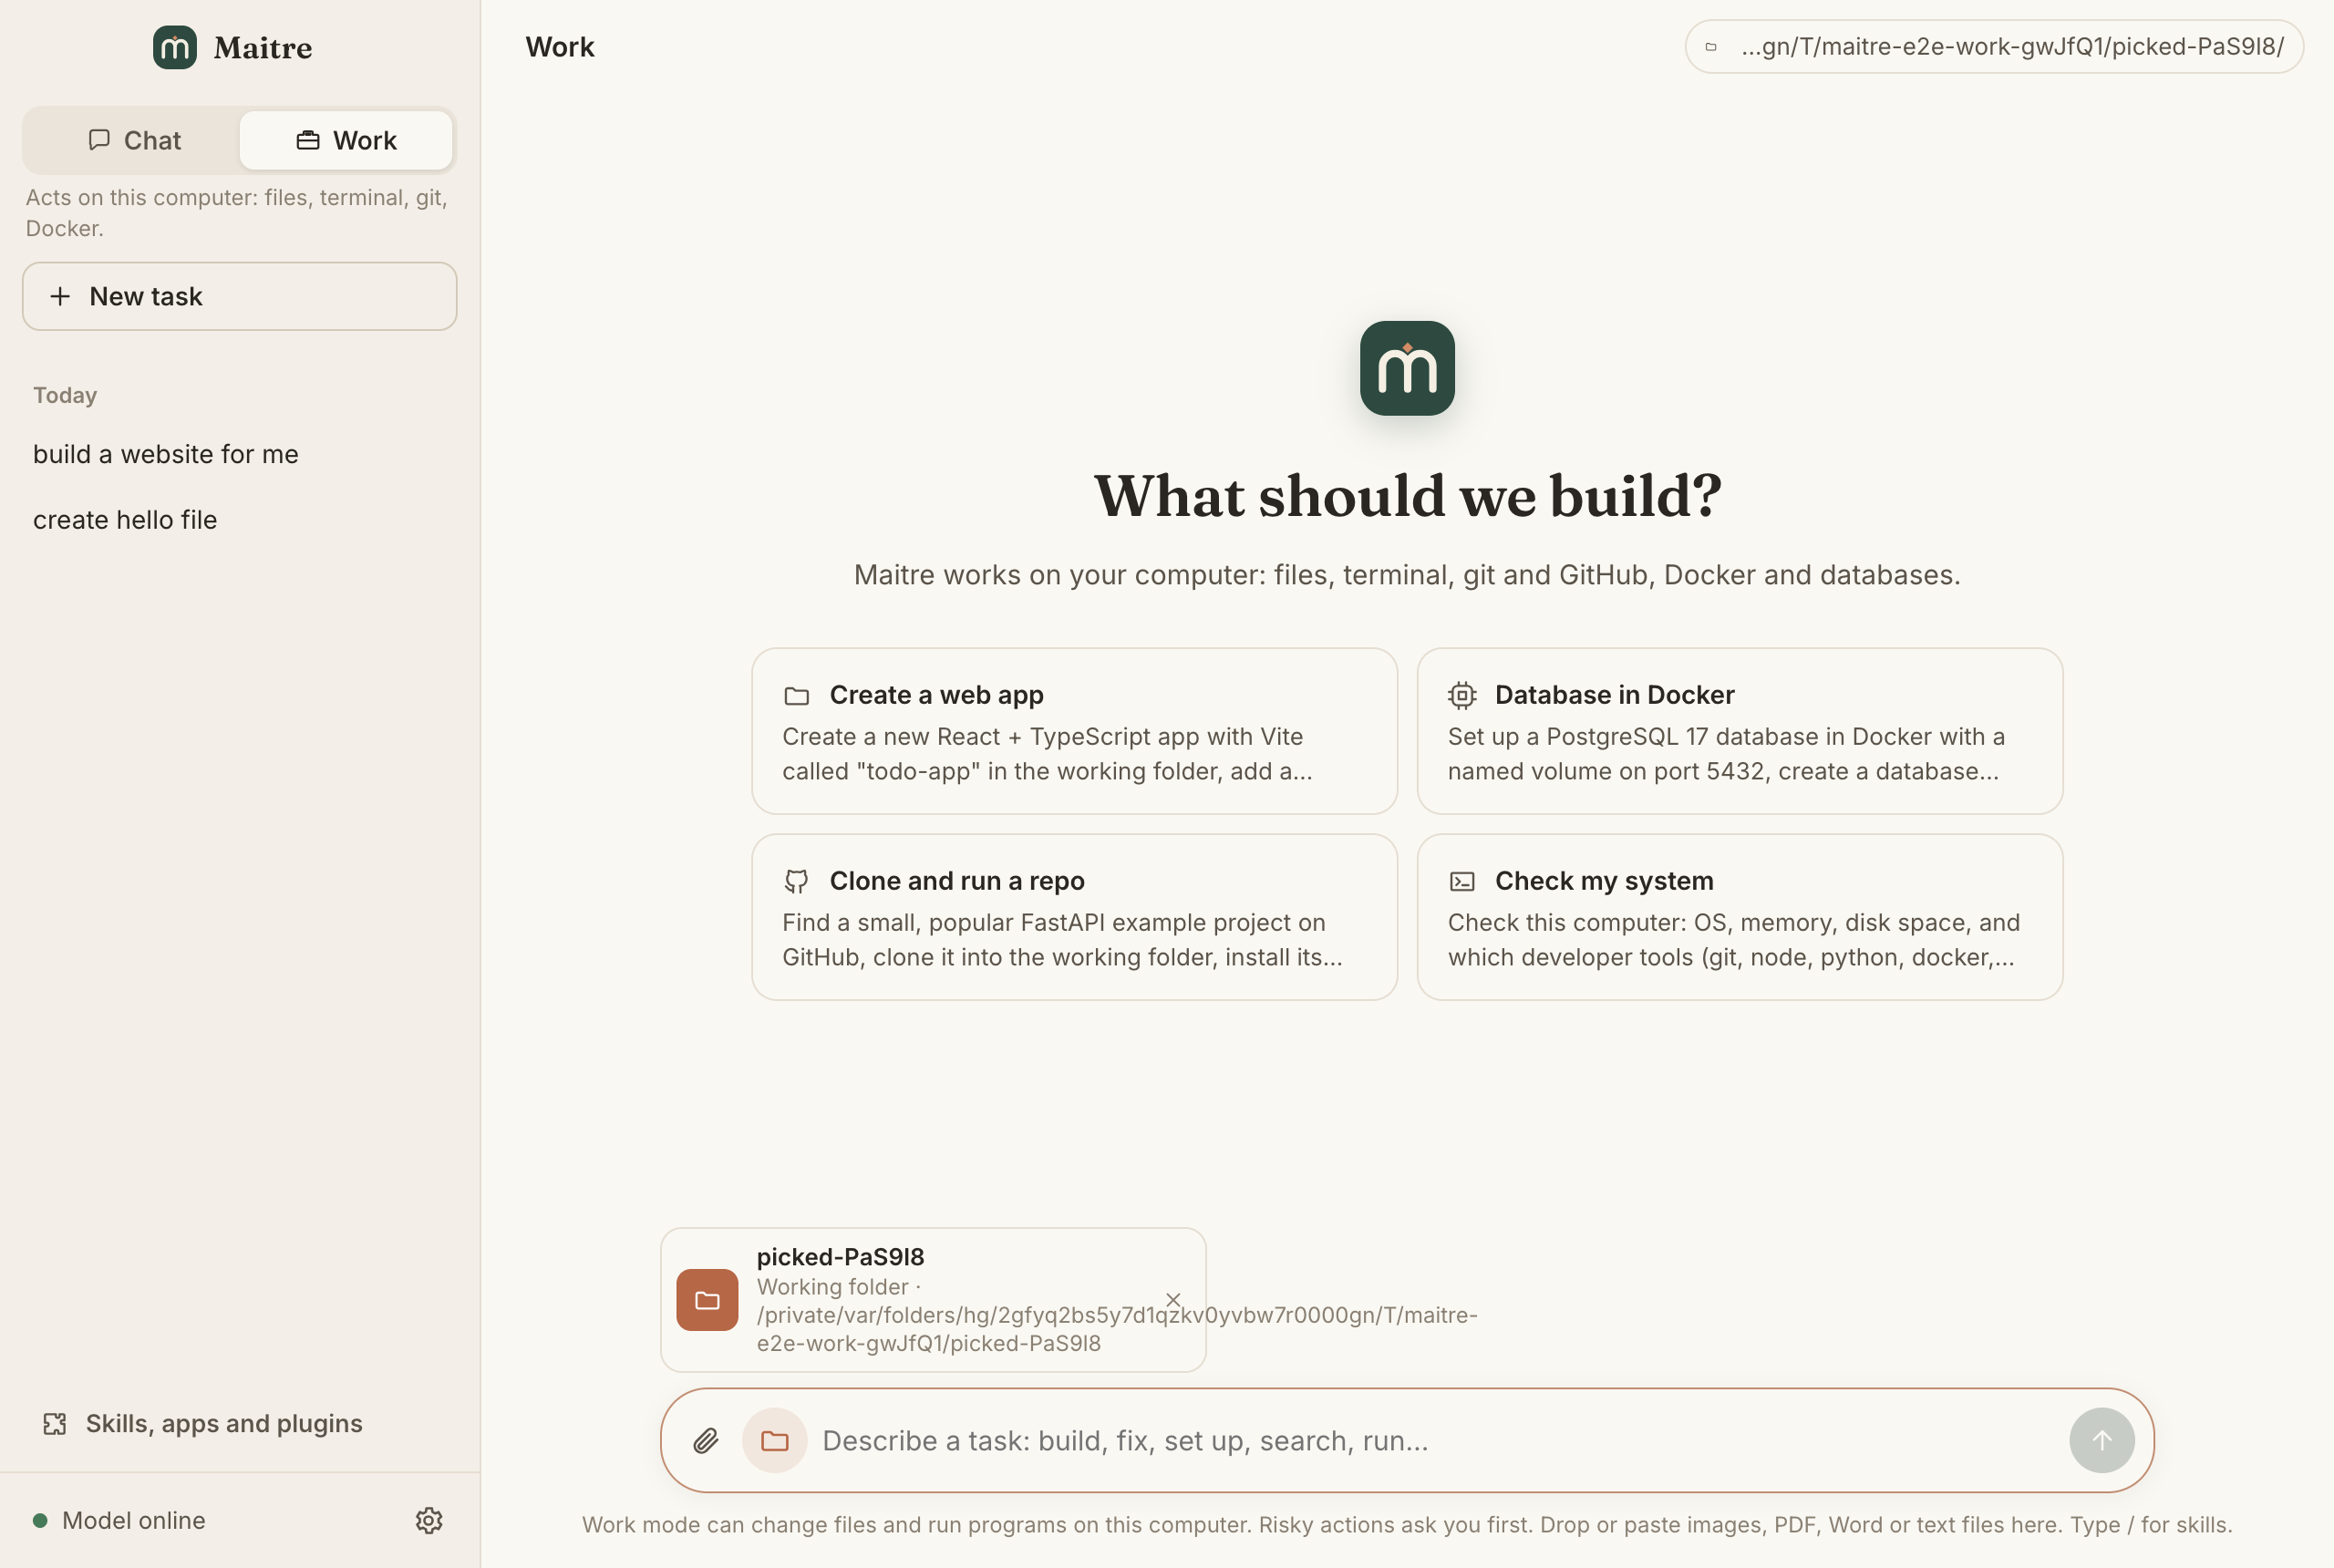 Maitre
Chat
Work
Acts on this computer: files, terminal, git,
Docker.
New task
Today
build a website for me
create hello file
Skills, apps and plugins
Model online
Work
...gn/T/maitre-e2e-work-gwJfQ1/picked-PaS9l8/
What should we build?
Maitre works on your computer: files, terminal, git and GitHub, Docker and databases.
Create a web app
Create a new React + TypeScript app with Vite
called "todo-app" in the working folder, add a...
Database in Docker
Set up a PostgreSQL 17 database in Docker with a
named volume on port 5432, create a database...
Clone and run a repo
Find a small, popular FastAPI example project on
GitHub, clone it into the working folder, install its...
Check my system
Check this computer: OS, memory, disk space, and
which developer tools (git, node, python, docker,...
picked-PaS9l8
Working folder ·
/private/var/folders/hg/2gfyq2bs5y7d1qzkv0yvbw7r0000gn/T/maitre-
e2e-work-gwJfQ1/picked-PaS9l8
Describe a task: build, fix, set up, search, run...
Work mode can change files and run programs on this computer. Risky actions ask you first. Drop or paste images, PDF, Word or text files here. Type / for skills.